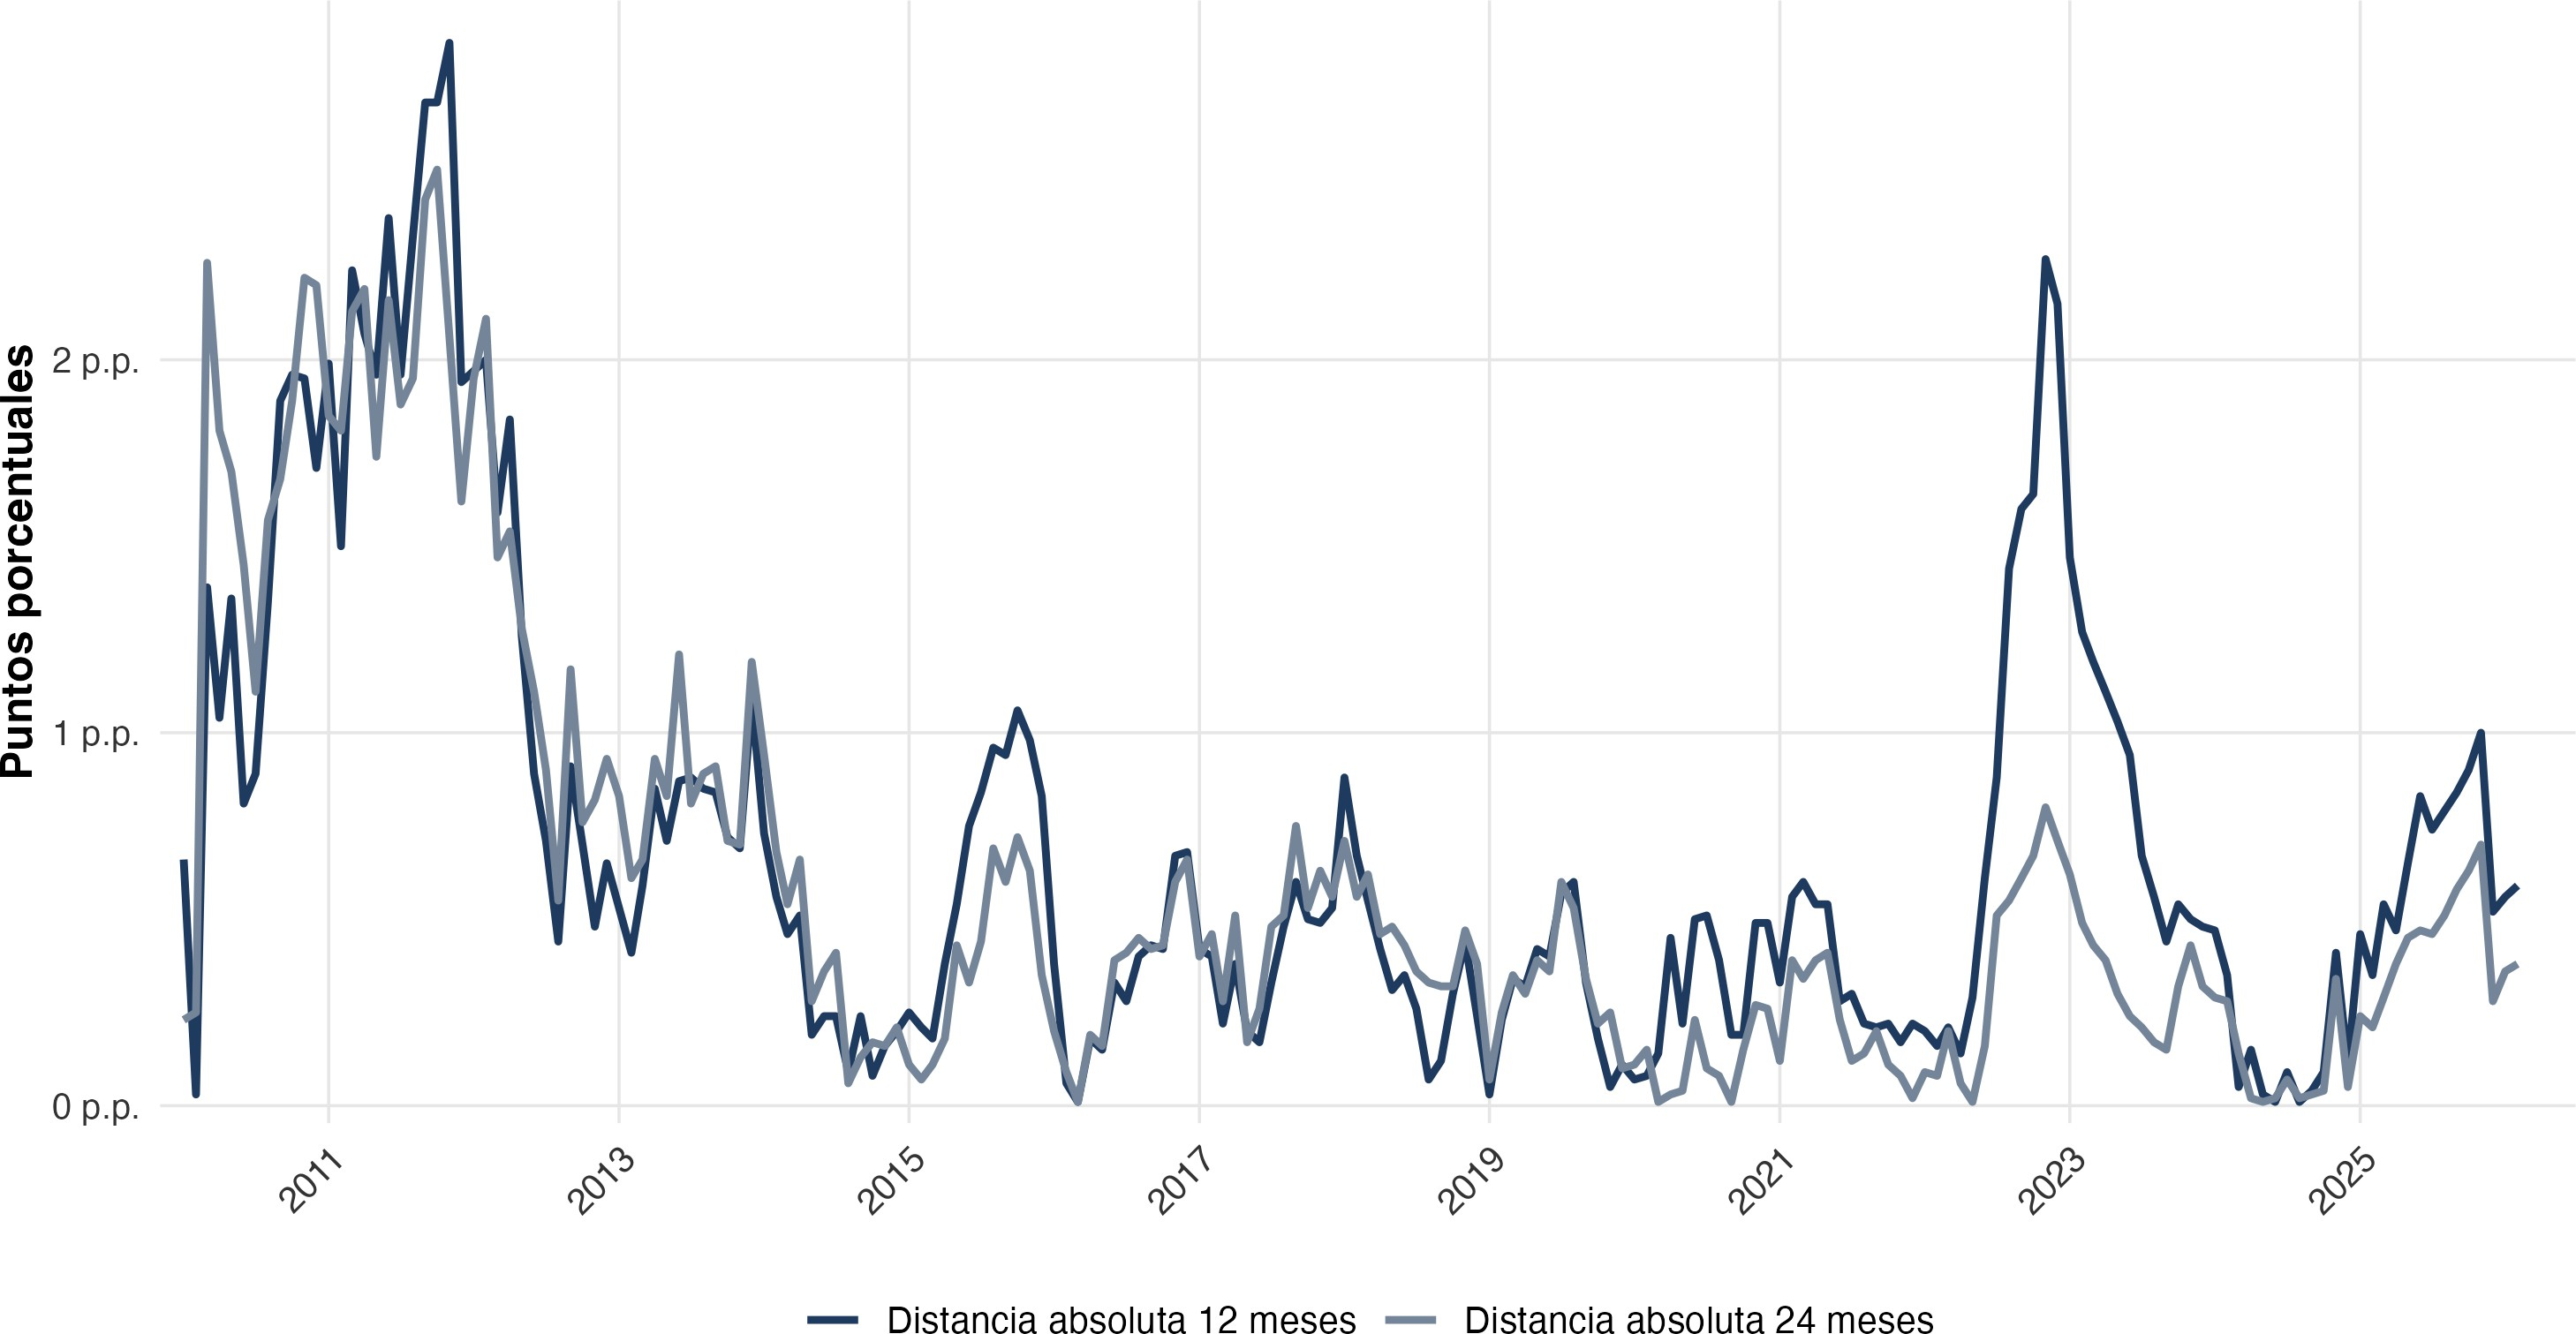 Puntos porcentuales
2 p.p.
1 p.p.
0 p.p.
2011
2013
2015
2017
2019
2021
2023
2025
Distancia absoluta 12 meses
Distancia absoluta 24 meses